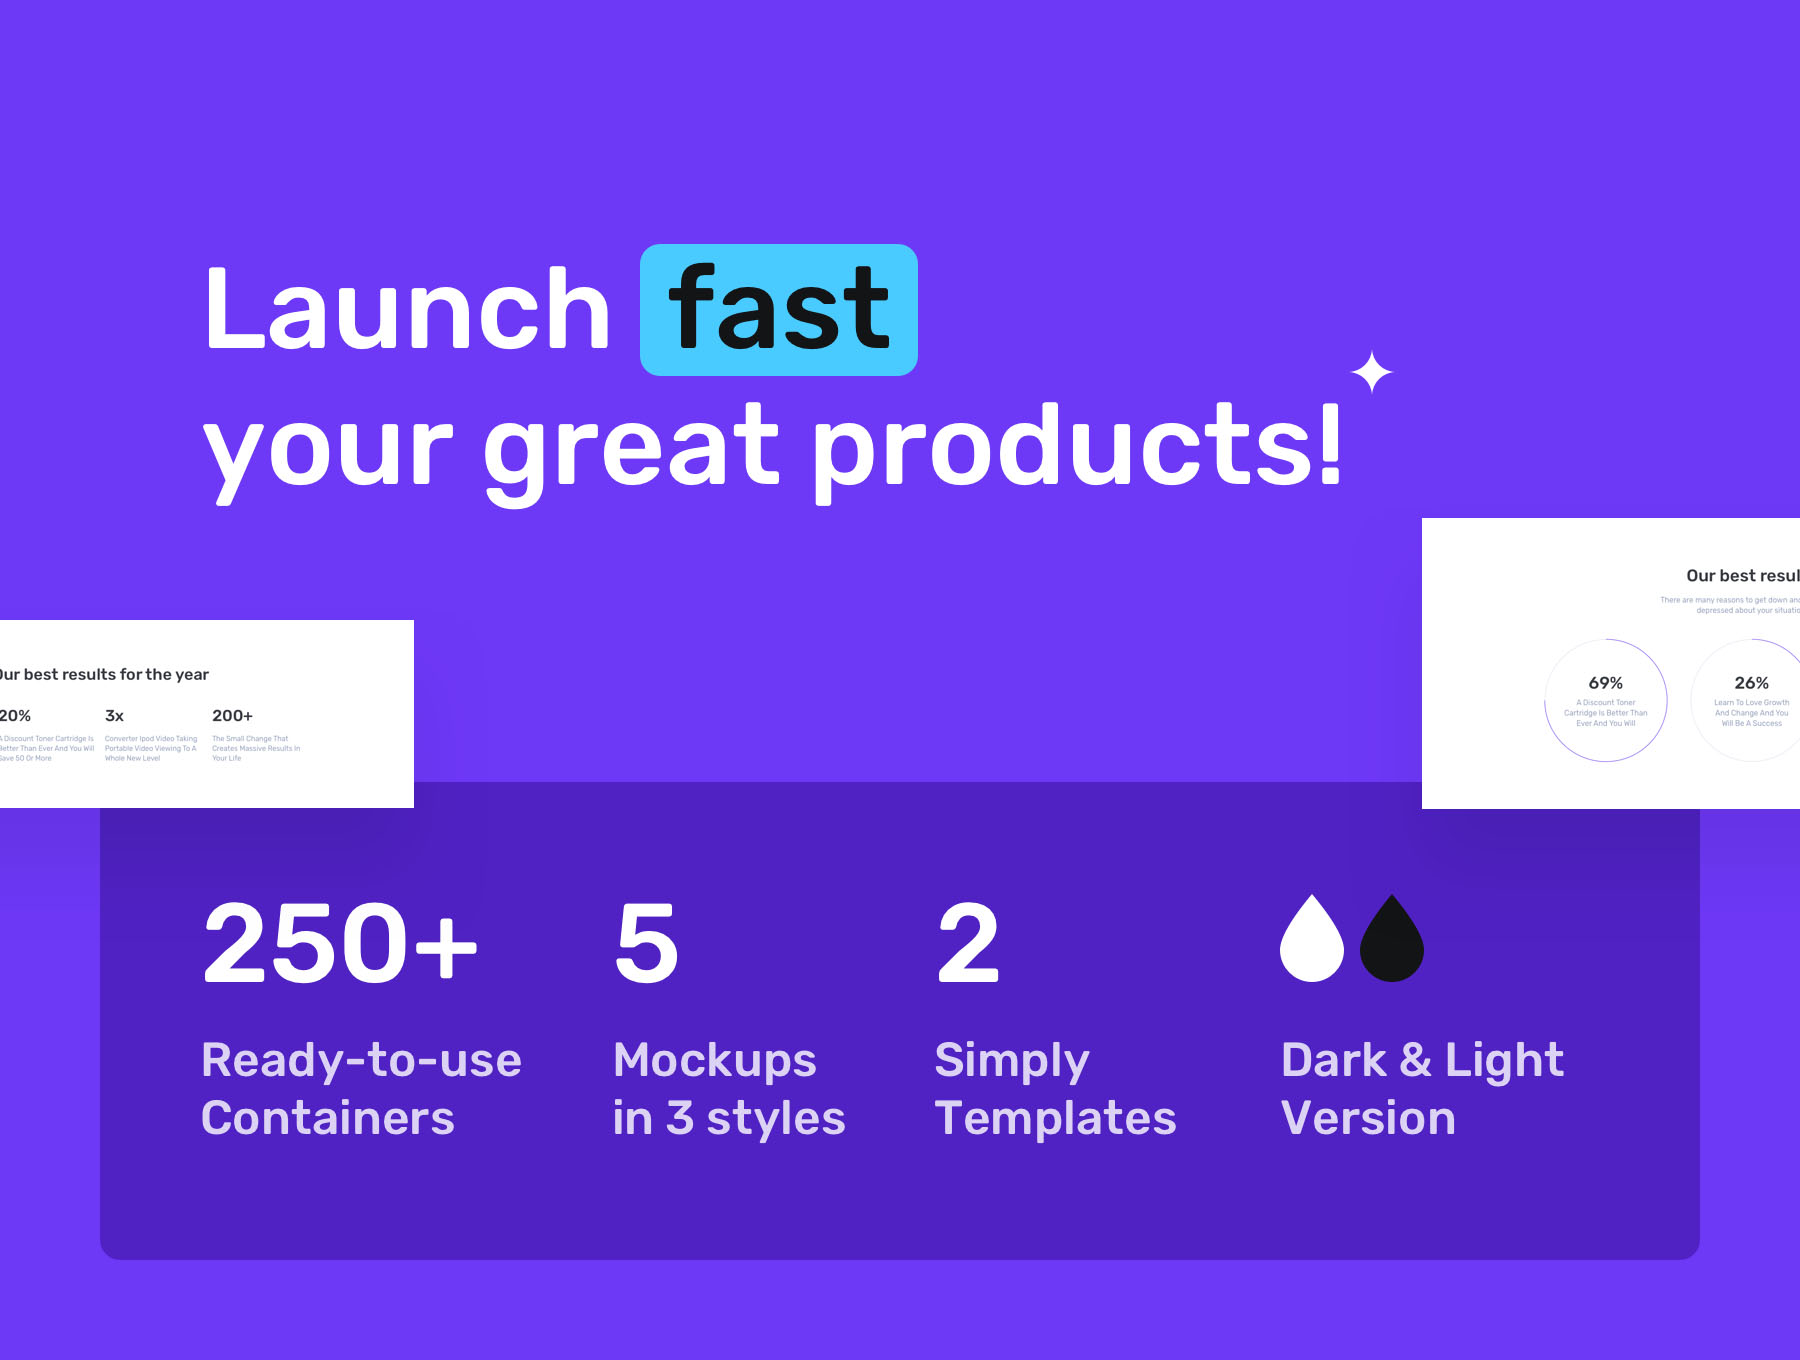 Launch fast
your great products!
Our best results for the year
20%
A Discount Toner Cartridge Is
Better Than Ever And You Will
Save 50 Or More
3x
Converter Ipod Video Taking
Portable Video Viewing To A
Whole New Level
200+
The Small Change That
Creates Massive Results In
Your Life
Our best resul
There are many reasons to get down and
depressed about your situatio
69%
A Discount Toner
Cartridge Is Better Than
Ever And You Will
26%
Learn To Love Growth
And Change And You
Will Be A Success
250+
Ready-to-use
Containers
5
Mockups
in 3 styles
2
Simply
Templates
Dark & Light
Version